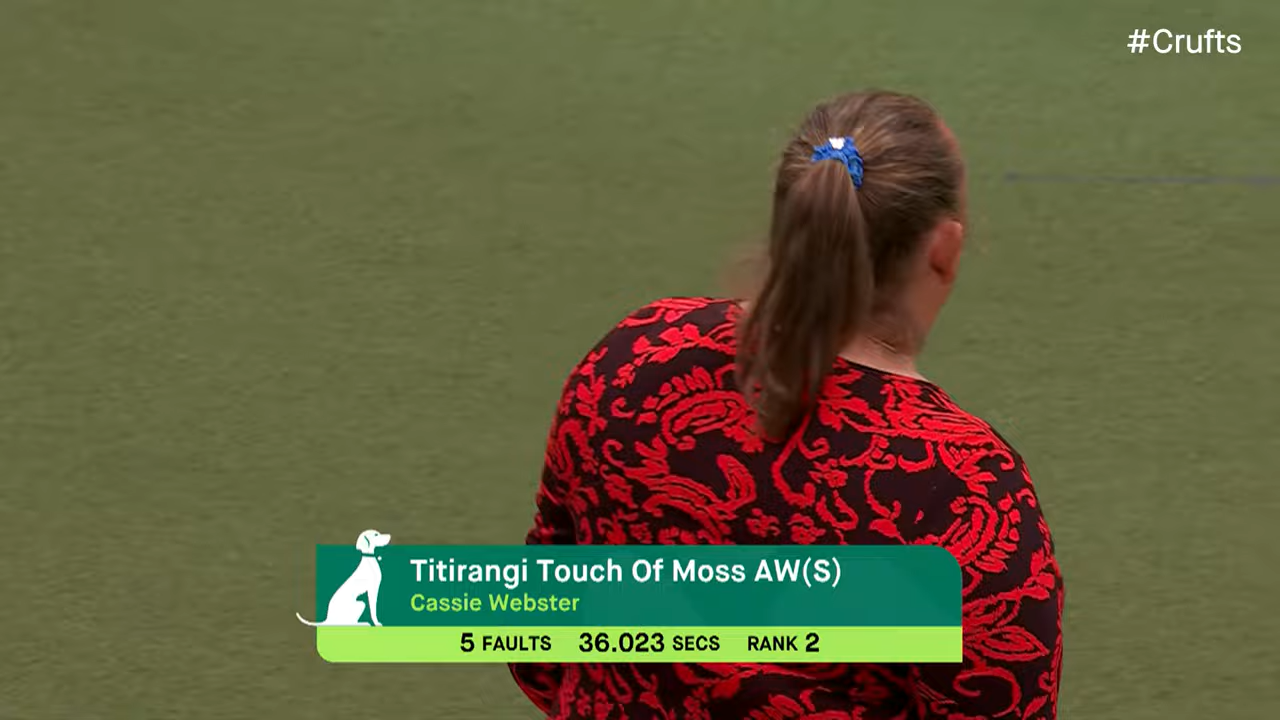 #Crufts
Titirangi Touch Of Moss AW(S)
Cassie Webster
5 FAULTS 36.023 SECS RANK 2